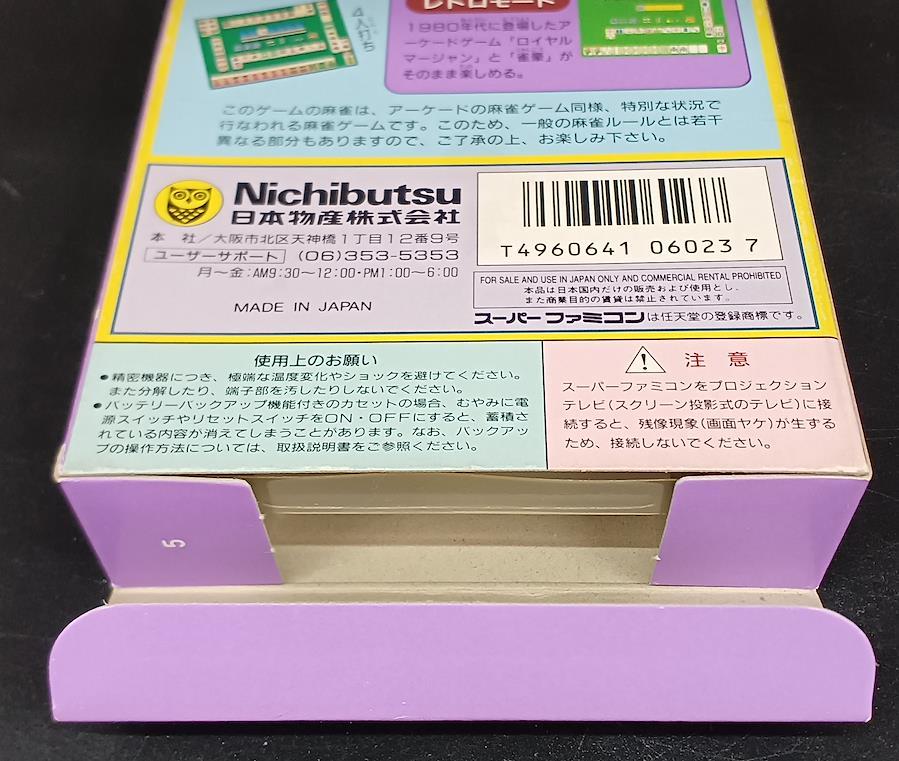 レトロモード
4人打ち
1980年代に登場したア
ーケードゲーム「ロイヤル
マージャン」と「雀豪」が
そのまま楽しめる。
このゲームの麻雀は、アーケードの麻雀ゲーム同様、特別な状況で
行なわれる麻雀ゲームです。このため、一般の麻雀ルールとは若干
異なる部分もありますので、ご了承の上、お楽しみ下さい。
Nichibutsu
日本物産株式会社
本 社／大阪市北区天神橋1丁目12番9号
ユーザーサポート (06)353-5353
月〜金：AM9:30〜12:00・PM1:00〜6:00
MADE IN JAPAN
T4960641 06023 7
FOR SALE AND USE IN JAPAN ONLY AND COMMERCIAL RENTAL PROHIBITED
本品は日本国内だけの販売および使用とし、
また商業目的の賃貸は禁止されています。
スーパーファミコンは任天堂の登録商標です。
使用上のお願い
●精密機器につき、極端な温度変化やショックを避けてください。
また分解したり、端子部を汚したりしないでください。
●バッテリーバックアップ機能付きのカセットの場合、むやみに電
源スイッチやリセットスイッチをON・OFFにすると、蓄積さ
れている内容が消えてしまうことがあります。なお、バックアッ
プの操作方法については、取扱説明書をご参照ください。
注 意
スーパーファミコンをプロジェクション
テレビ(スクリーン投影式のテレビ)に接
続すると、残像現象(画面ヤケ)が生ずる
ため、接続しないでください。
5